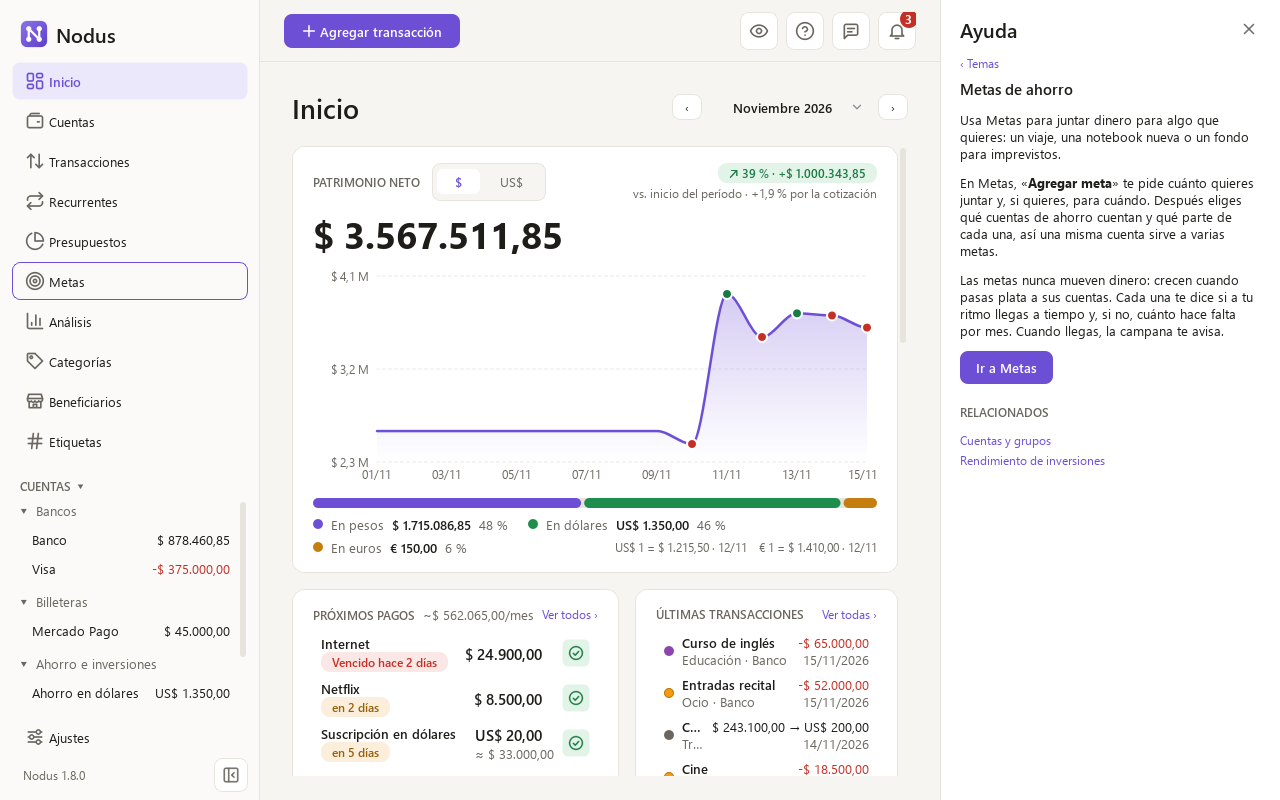 Nodus
Inicio
Cuentas
Transacciones
Recurrentes
Presupuestos
Metas
Análisis
Categorías
Beneficiarios
Etiquetas
CUENTAS ▾
▾ Bancos
Banco $ 878.460,85
Visa -$ 375.000,00
▾ Billeteras
Mercado Pago $ 45.000,00
▾ Ahorro e inversiones
Ahorro en dólares US$ 1.350,00
Ajustes
Nodus 1.8.0
+ Agregar transacción
3
Inicio
‹ Noviembre 2026 ›
PATRIMONIO NETO $ US$
↗ 39 % · +$ 1.000.343,85
vs. inicio del período · +1,9 % por la cotización
$ 3.567.511,85
$ 4,1 M
$ 3,2 M
$ 2,3 M
01/11 03/11 05/11 07/11 09/11 11/11 13/11 15/11
En pesos $ 1.715.086,85 48 % En dólares US$ 1.350,00 46 %
En euros € 150,00 6 % US$ 1 = $ 1.215,50 · 12/11 € 1 = $ 1.410,00 · 12/11
PRÓXIMOS PAGOS ~$ 562.065,00/mes Ver todos ›
Internet
Vencido hace 2 días
$ 24.900,00
Netflix
en 2 días
$ 8.500,00
Suscripción en dólares
en 5 días
US$ 20,00
≈ $ 33.000,00
ÚLTIMAS TRANSACCIONES Ver todas ›
Curso de inglés -$ 65.000,00
Educación · Banco 15/11/2026
Entradas recital -$ 52.000,00
Ocio · Banco 15/11/2026
C... $ 243.100,00 → US$ 200,00
Tr... 14/11/2026
Cine -$ 18.500,00
Ayuda
‹ Temas
Metas de ahorro
Usa Metas para juntar dinero para algo que
quieres: un viaje, una notebook nueva o un fondo
para imprevistos.
En Metas, «Agregar meta» te pide cuánto quieres
juntar y, si quieres, para cuándo. Después eliges
qué cuentas de ahorro cuentan y qué parte de
cada una, así una misma cuenta sirve a varias
metas.
Las metas nunca mueven dinero: crecen cuando
pasas plata a sus cuentas. Cada una te dice si a tu
ritmo llegas a tiempo y, si no, cuánto hace falta
por mes. Cuando llegas, la campana te avisa.
Ir a Metas
RELACIONADOS
Cuentas y grupos
Rendimiento de inversiones